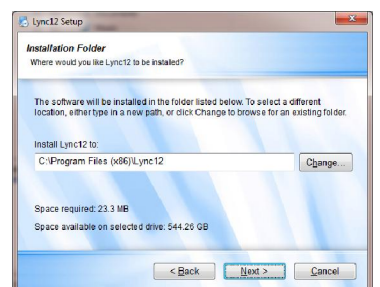 Lync12 Setup
Installation Folder
Where would you like Lync12 to be installed?
The software will be installed in the folder listed below. To select a different
location, either type in a new path, or click Change to browse for an existing folder.
Install Lync12 to:
C:\Program Files (x86)\Lync12
Change...
Space required: 23.3 MB
Space available on selected drive: 544.26 GB
< Back
Next >
Cancel